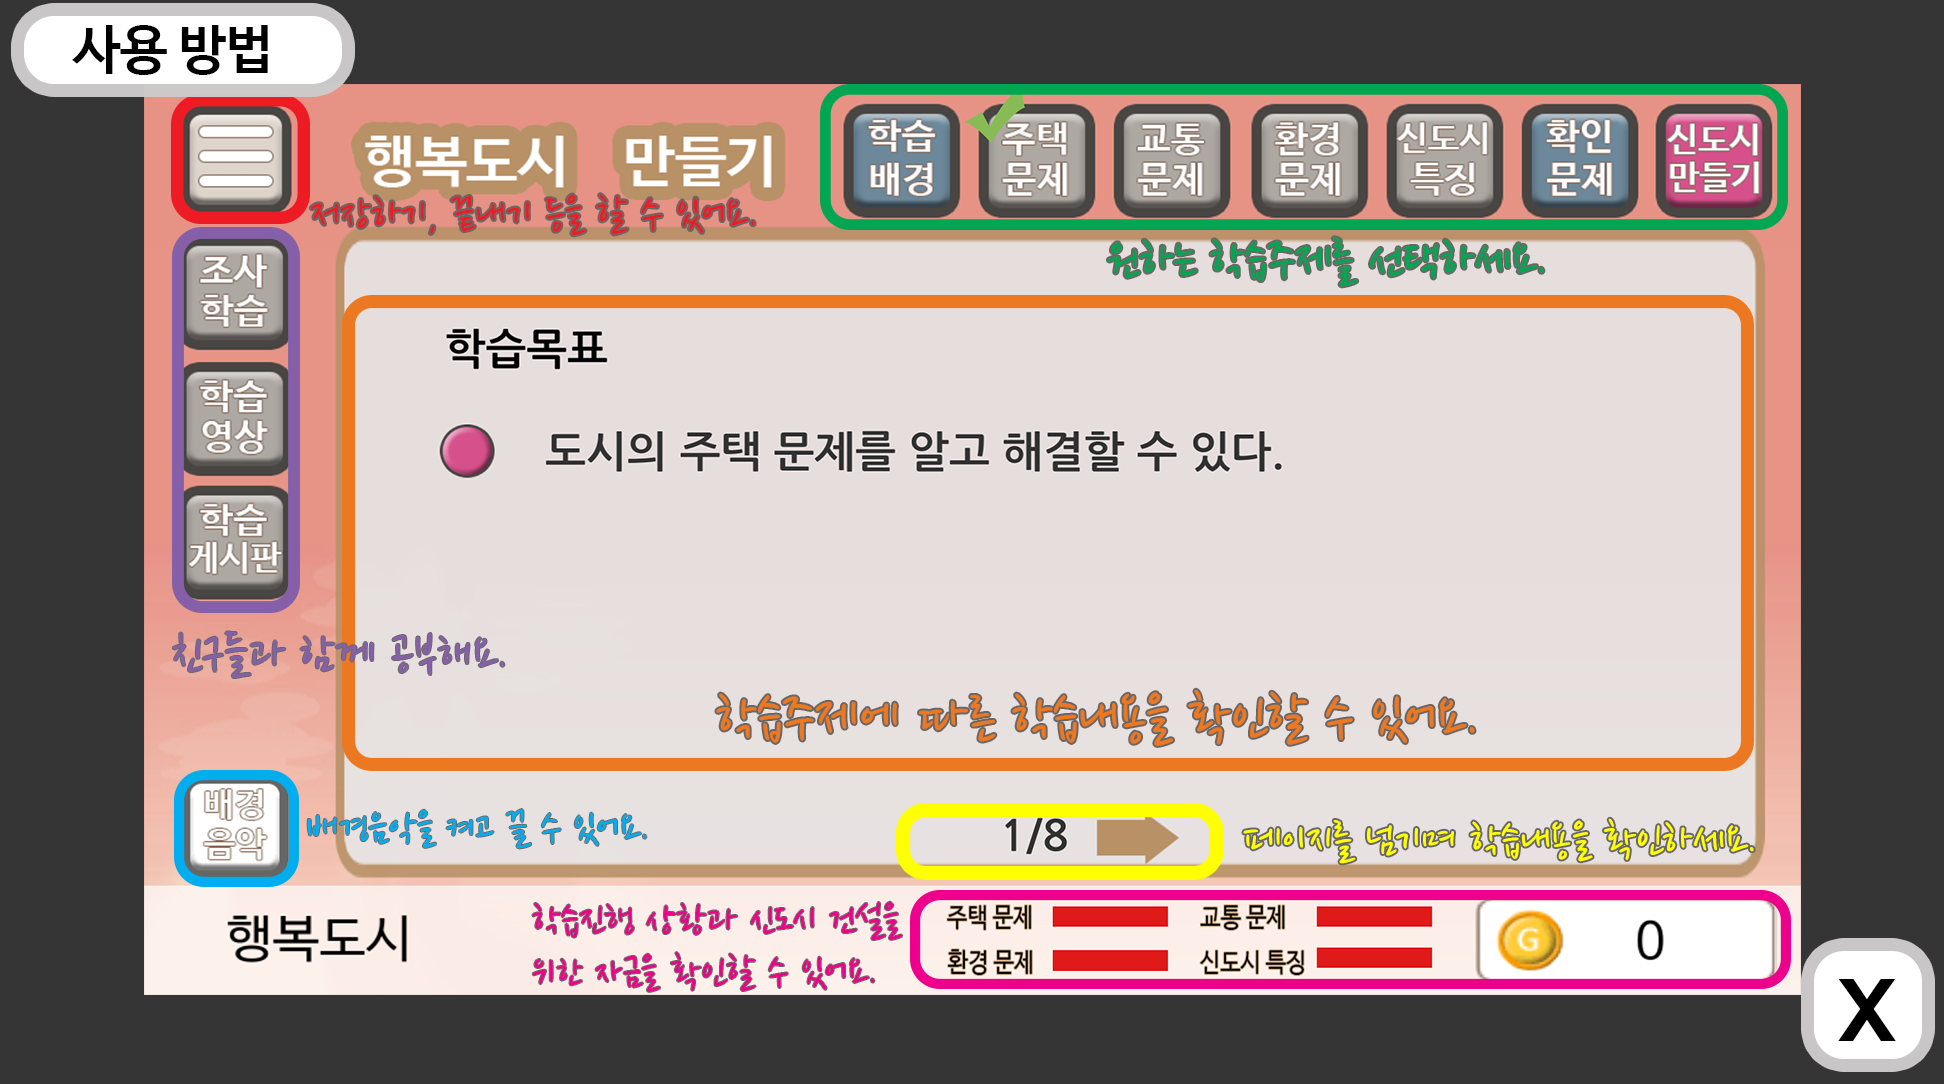 사용 방법
행복도시 만들기
학습
배경
주택
문제
교통
문제
환경
문제
신도시
특징
확인
문제
신도시
만들기
저장하기, 끝내기 등을 할 수 있어요.
원하는 학습주제를 선택하세요.
조사
학습
학습
영상
학습
게시판
친구들과 함께 공부해요.
학습목표
도시의 주택 문제를 알고 해결할 수 있다.
학습주제에 따른 학습내용을 확인할 수 있어요.
배경
음악
배경음악을 켜고 끌 수 있어요.
1/8
페이지를 넘기며 학습내용을 확인하세요.
행복도시
학습진행 상황과 신도시 건설을
위한 자금을 확인할 수 있어요.
주택 문제
교통 문제
환경 문제
신도시 특징
G
0
X